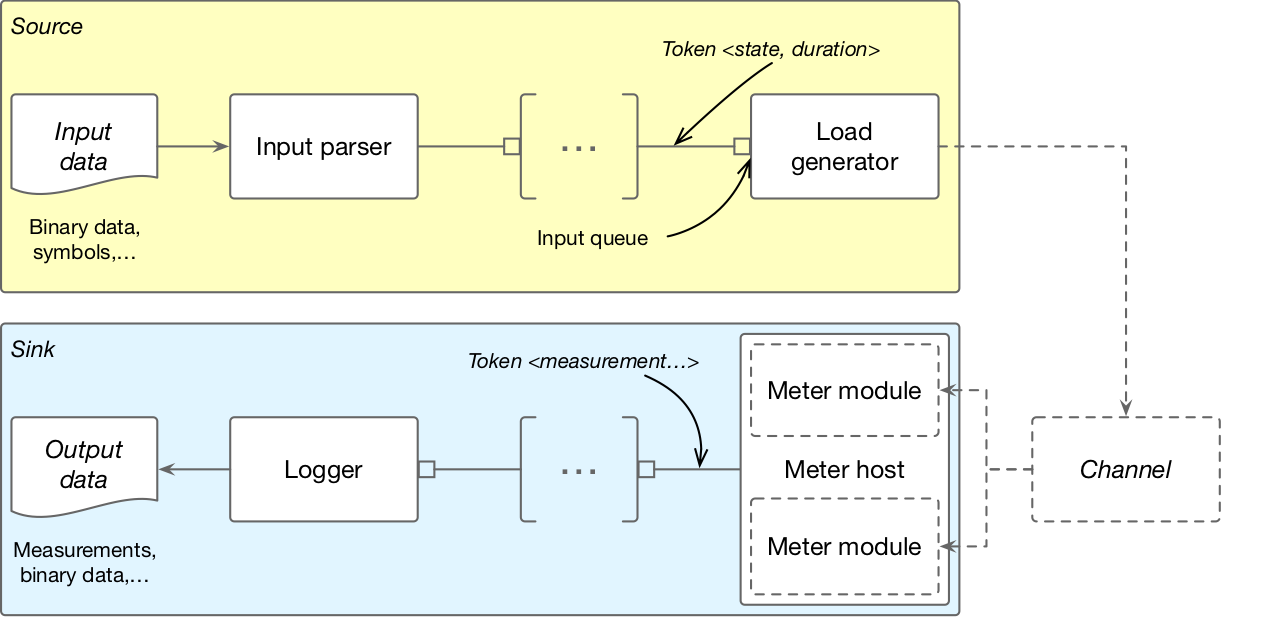 Source
Token <state, duration>
Input
data
Input parser
...
Load
generator
Binary data,
symbols,...
Input queue
Sink
Token <measurement...>
Meter module
Output
data
Logger
...
Meter host
Channel
Meter module
Measurements,
binary data,...